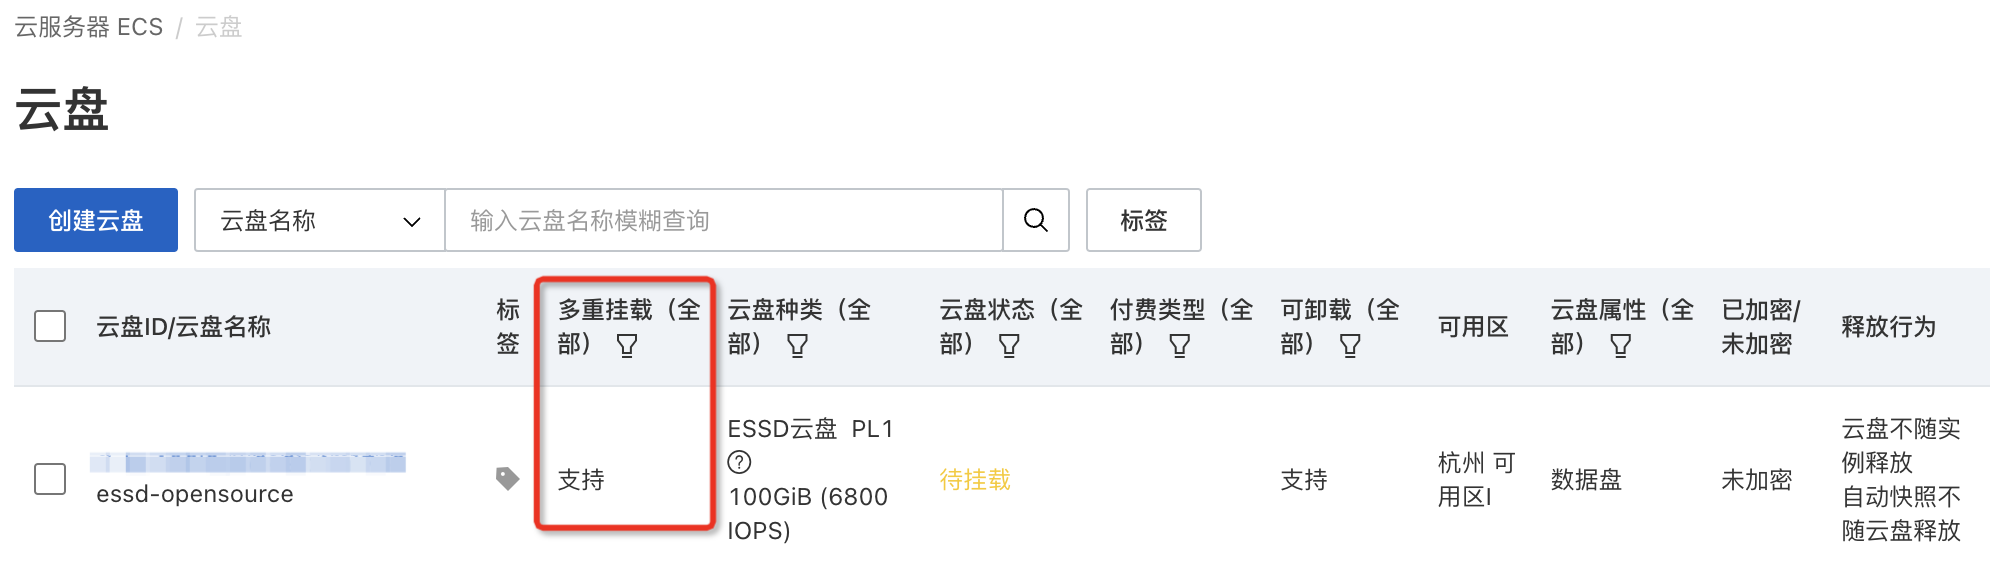 云服务器 ECS / 云盘
云盘
创建云盘 云盘名称 输入云盘名称模糊查询 标签
云盘ID/云盘名称
标
签
多重挂载（全
部）
云盘种类（全
部）
云盘状态（全
部）
付费类型（全
部）
可卸载（全
部）
可用区
云盘属性（全
部）
已加密/
未加密
释放行为
essd-opensource
支持
ESSD云盘 PL1
?
100GiB (6800
IOPS)
待挂载
支持
杭州 可
用区I
数据盘
未加密
云盘不随实
例释放
自动快照不
随云盘释放